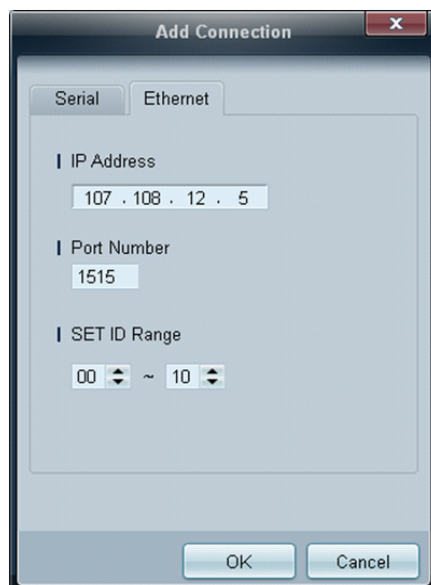 Add Connection
x
Serial Ethernet
IP Address
107 . 108 . 12 . 5
Port Number
1515
SET ID Range
00 ~ 10
OK Cancel